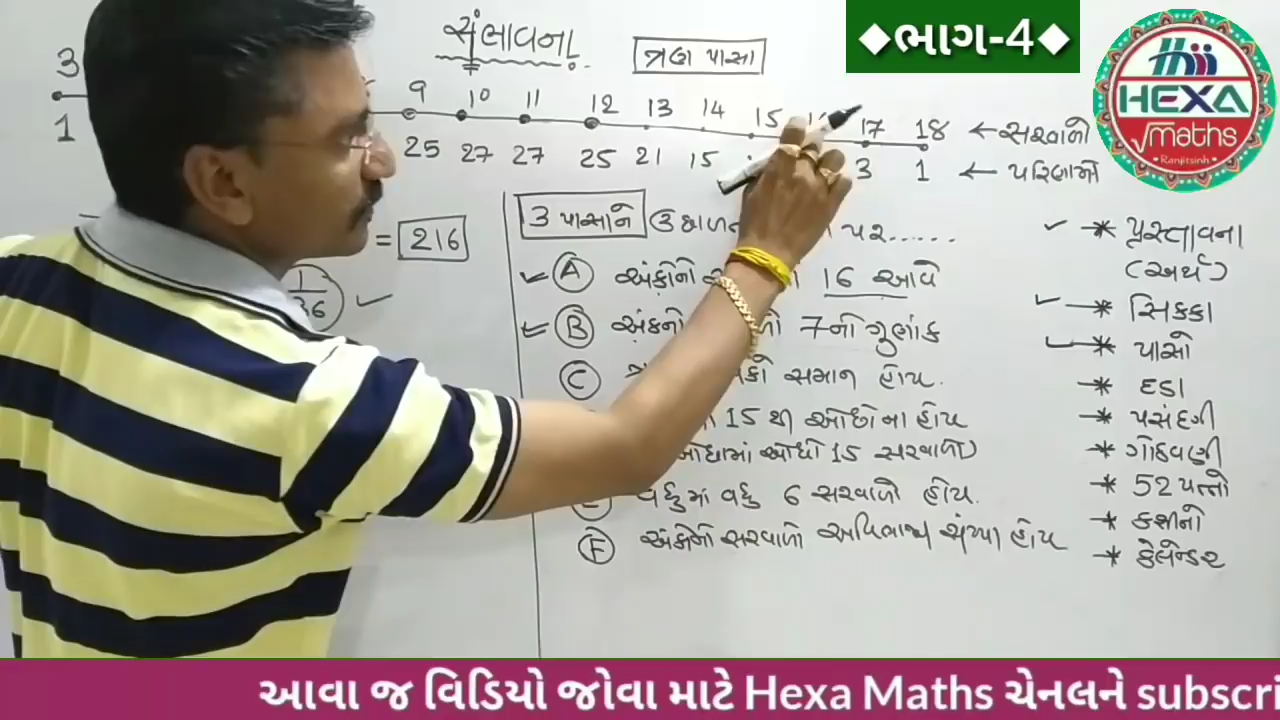 ◆ભાગ-4◆
HEXA
√maths
Ranjitsinh
સંભાવના
ત્રણ પાસા
3 9 10 11 12 13 14 15 17 18 ← સરવાળો
1 25 27 27 25 21 15 3 1 ← પરિણામો
= 216
1/36 ✓
3 પાસાને પર......
✓ A અંકોનો 16 આવે
✓ B અંકનો 7નો ગુણાંક
C સમાન હોય.
15 થી ઓછો ના હોય
ઓછામાં ઓછો 15 સરવાળો
વધુમાં વધુ 6 સરવાળો હોય.
F અંકોનો સરવાળો અવિભાજ્ય સંખ્યા હોય
✓ * પ્રસ્તાવના
(અર્થ)
✓ * સિક્કા
✓ * પાસો
* દડા
* પસંદગી
* ગોઠવણી
* 52 પત્તો
* કસીનો
* કેલેન્ડર
આવા જ વિડિયો જોવા માટે Hexa Maths ચેનલને subscri